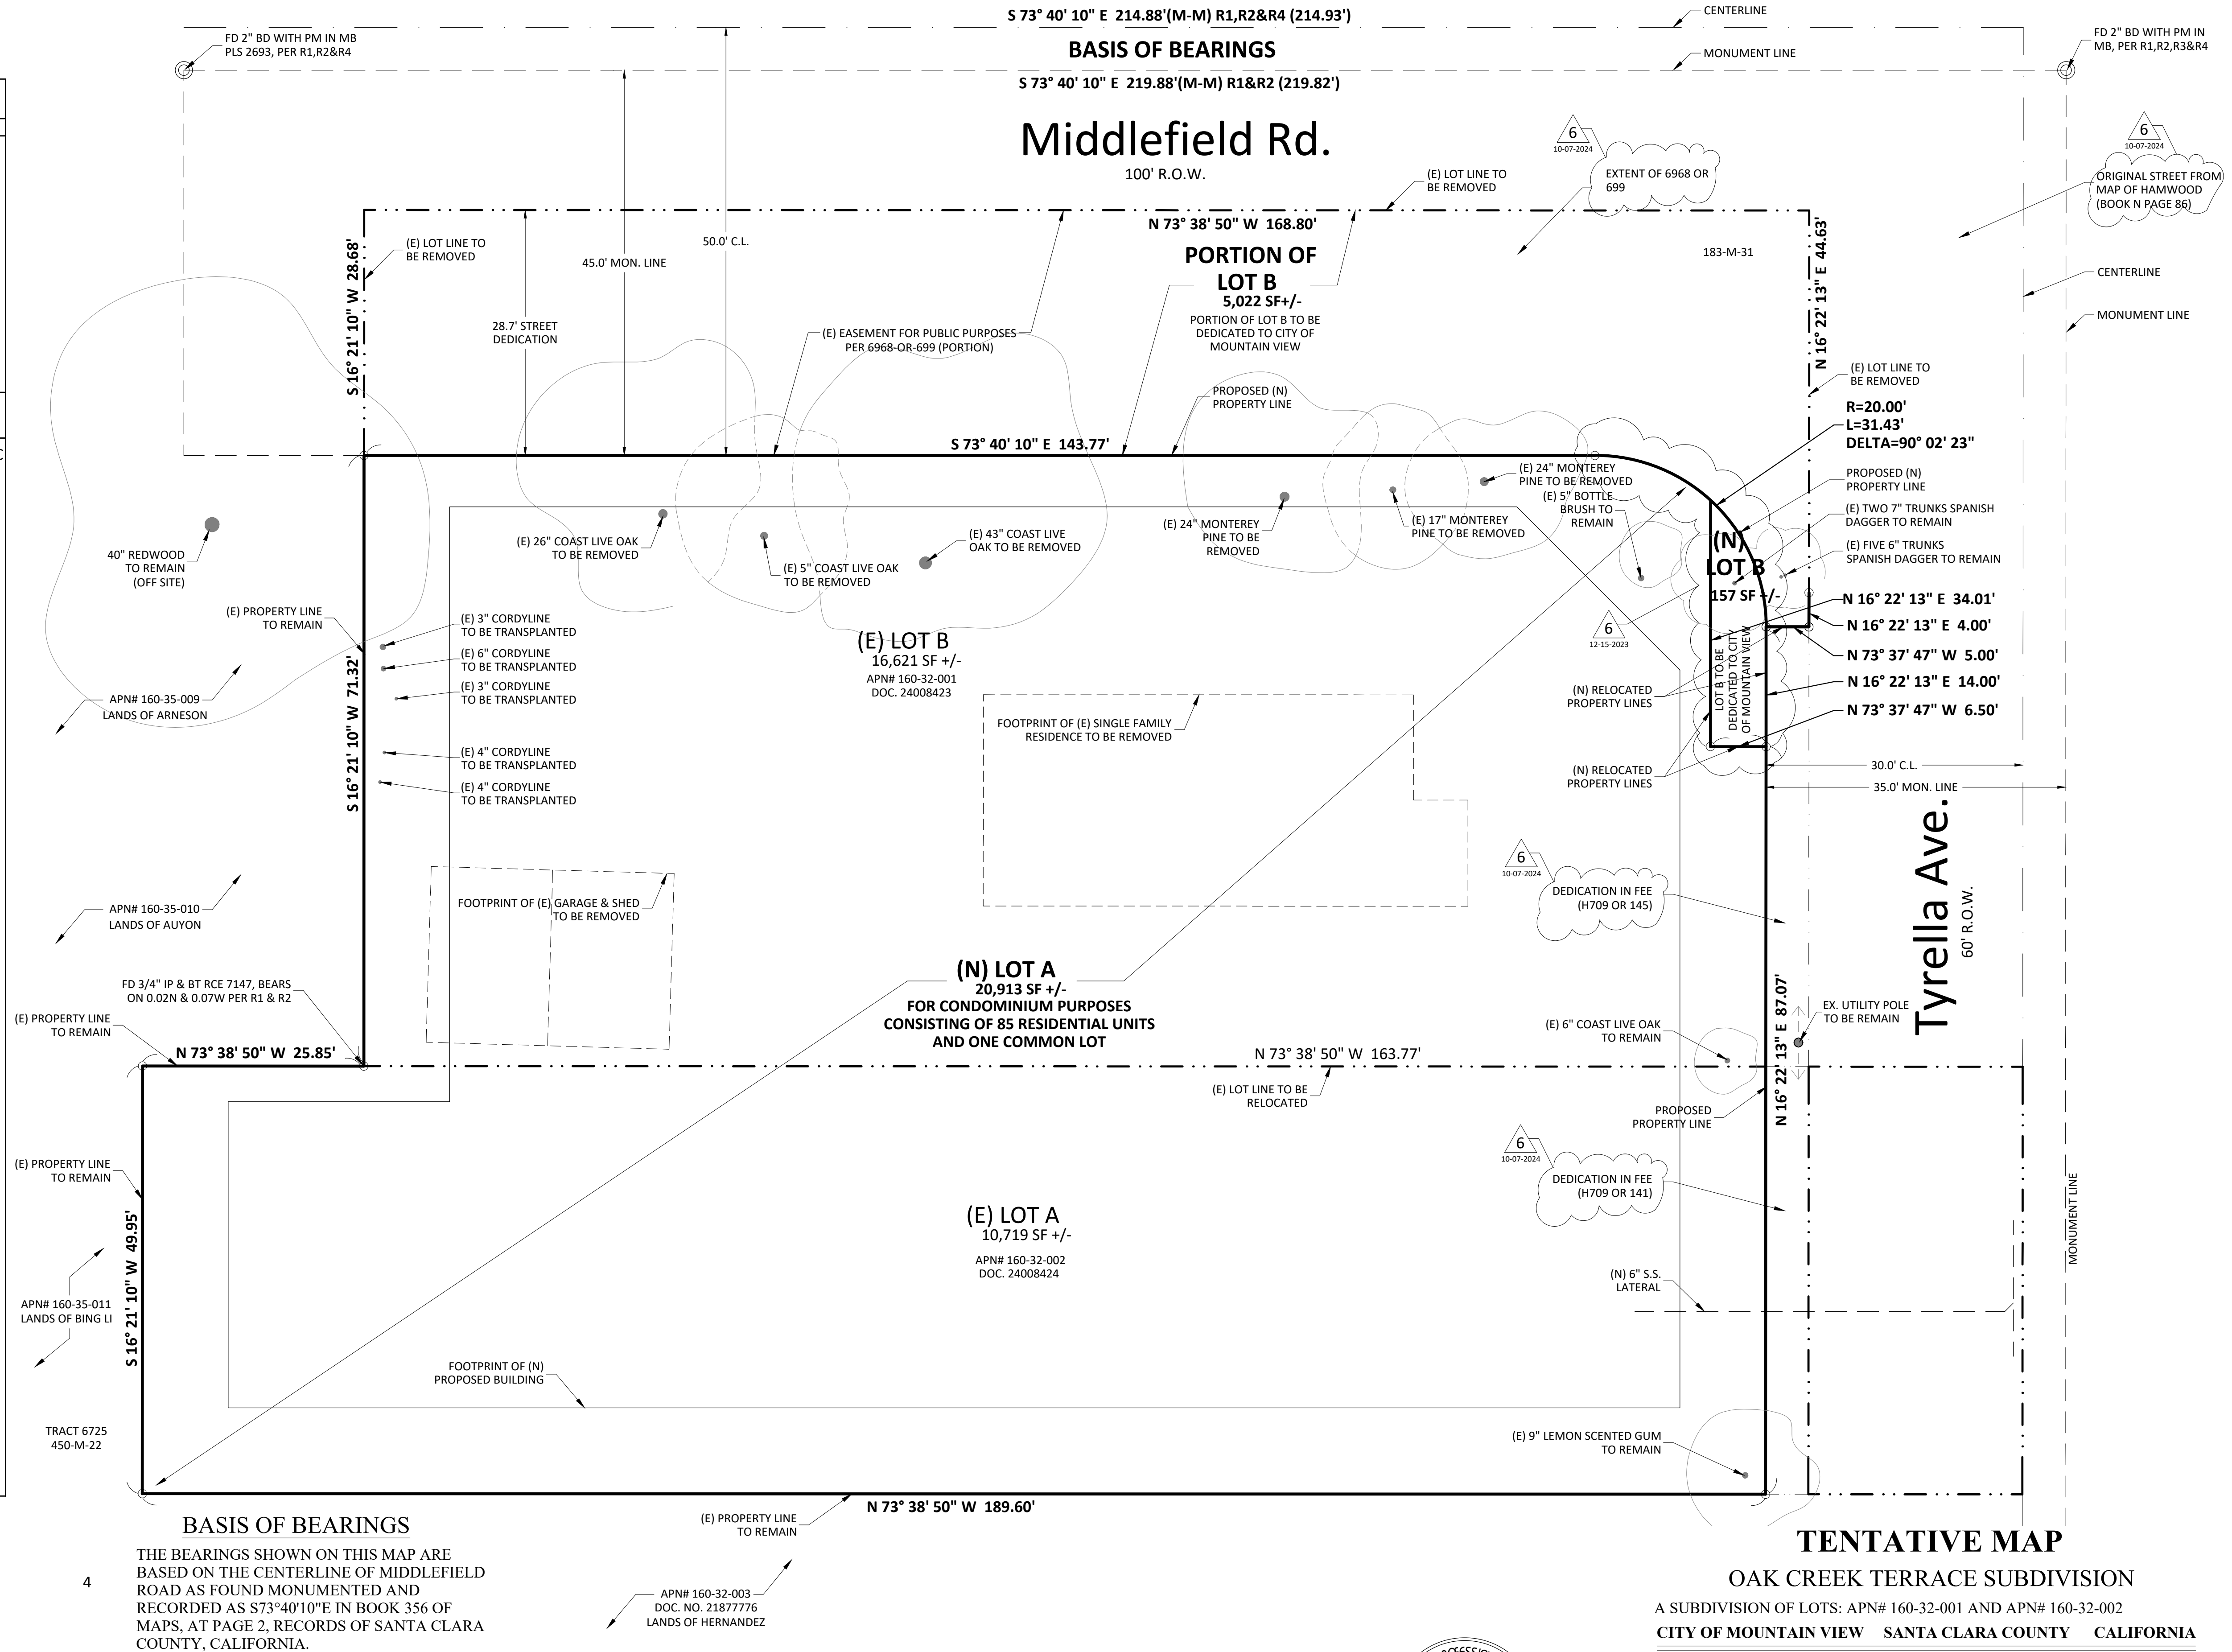 S 73° 40' 10" E 214.88'(M-M) R1,R2&R4 (214.93')
CENTERLINE
FD 2" BD WITH PM IN MB
PLS 2693, PER R1,R2&R4
BASIS OF BEARINGS
MONUMENT LINE
FD 2" BD WITH PM IN
MB, PER R1,R2,R3&R4
S 73° 40' 10" E 219.88'(M-M) R1&R2 (219.82')
Middlefield Rd.
100' R.O.W.
6
10-07-2024
EXTENT OF 6968 OR
699
6
10-07-2024
ORIGINAL STREET FROM
MAP OF HAMWOOD
(BOOK N PAGE 86)
(E) LOT LINE TO
BE REMOVED
N 73° 38' 50" W 168.80'
S 16° 21' 10" W 28.68'
(E) LOT LINE TO
BE REMOVED
50.0' C.L.
45.0' MON. LINE
PORTION OF
LOT B
5,022 SF+/-
PORTION OF LOT B TO BE
DEDICATED TO CITY OF
MOUNTAIN VIEW
183-M-31
N 16° 22' 13" E 44.63'
CENTERLINE
MONUMENT LINE
28.7' STREET
DEDICATION
(E) EASEMENT FOR PUBLIC PURPOSES
PER 6968-OR-699 (PORTION)
PROPOSED (N)
PROPERTY LINE
(E) LOT LINE TO
BE REMOVED
R=20.00'
L=31.43'
DELTA=90° 02' 23"
S 73° 40' 10" E 143.77'
(E) 24" MONTEREY
PINE TO BE REMOVED
(E) 5" BOTTLE
BRUSH TO
REMAIN
PROPOSED (N)
PROPERTY LINE
(E) TWO 7" TRUNKS SPANISH
DAGGER TO REMAIN
(E) FIVE 6" TRUNKS
SPANISH DAGGER TO REMAIN
40" REDWOOD
TO REMAIN
(OFF SITE)
(E) 26" COAST LIVE OAK
TO BE REMOVED
(E) 5" COAST LIVE OAK
TO BE REMOVED
(E) 43" COAST LIVE
OAK TO BE REMOVED
(E) 24" MONTEREY
PINE TO BE
REMOVED
(E) 17" MONTEREY
PINE TO BE REMOVED
(N)
LOT B
157 SF +/-
N 16° 22' 13" E 34.01'
N 16° 22' 13" E 4.00'
N 73° 37' 47" W 5.00'
N 16° 22' 13" E 14.00'
N 73° 37' 47" W 6.50'
(E) PROPERTY LINE
TO REMAIN
(E) 3" CORDYLINE
TO BE TRANSPLANTED
(E) 6" CORDYLINE
TO BE TRANSPLANTED
(E) 3" CORDYLINE
TO BE TRANSPLANTED
(E) 4" CORDYLINE
TO BE TRANSPLANTED
(E) 4" CORDYLINE
TO BE TRANSPLANTED
S 16° 21' 10" W 71.32'
(E) LOT B
16,621 SF +/-
APN# 160-32-001
DOC. 24008423
6
12-15-2023
LOT B TO BE
DEDICATED TO CITY
OF MOUNTAIN VIEW
(N) RELOCATED
PROPERTY LINES
(N) RELOCATED
PROPERTY LINES
APN# 160-35-009
LANDS OF ARNESON
FOOTPRINT OF (E) SINGLE FAMILY
RESIDENCE TO BE REMOVED
30.0' C.L.
35.0' MON. LINE
Tyrella Ave.
60' R.O.W.
APN# 160-35-010
LANDS OF AUYON
FOOTPRINT OF (E) GARAGE & SHED
TO BE REMOVED
6
10-07-2024
DEDICATION IN FEE
(H709 OR 145)
FD 3/4" IP & BT RCE 7147, BEARS
ON 0.02N & 0.07W PER R1 & R2
(N) LOT A
20,913 SF +/-
FOR CONDOMINIUM PURPOSES
CONSISTING OF 85 RESIDENTIAL UNITS
AND ONE COMMON LOT
(E) PROPERTY LINE
TO REMAIN
N 73° 38' 50" W 25.85'
N 73° 38' 50" W 163.77'
(E) 6" COAST LIVE OAK
TO REMAIN
EX. UTILITY POLE
TO BE REMAIN
N 16° 22' 13" E 87.07'
(E) LOT LINE TO BE
RELOCATED
PROPOSED
PROPERTY LINE
6
10-07-2024
DEDICATION IN FEE
(H709 OR 141)
(E) PROPERTY LINE
TO REMAIN
S 16° 21' 10" W 49.95'
(E) LOT A
10,719 SF +/-
APN# 160-32-002
DOC. 24008424
MONUMENT LINE
(N) 6" S.S.
LATERAL
APN# 160-35-011
LANDS OF BING LI
FOOTPRINT OF (N)
PROPOSED BUILDING
TRACT 6725
450-M-22
(E) 9" LEMON SCENTED GUM
TO REMAIN
N 73° 38' 50" W 189.60'
(E) PROPERTY LINE
TO REMAIN
BASIS OF BEARINGS
THE BEARINGS SHOWN ON THIS MAP ARE
BASED ON THE CENTERLINE OF MIDDLEFIELD
ROAD AS FOUND MONUMENTED AND
RECORDED AS S73°40'10"E IN BOOK 356 OF
MAPS, AT PAGE 2, RECORDS OF SANTA CLARA
COUNTY, CALIFORNIA.
4
APN# 160-32-003
DOC. NO. 21877776
LANDS OF HERNANDEZ
TENTATIVE MAP
OAK CREEK TERRACE SUBDIVISION
A SUBDIVISION OF LOTS: APN# 160-32-001 AND APN# 160-32-002
CITY OF MOUNTAIN VIEW SANTA CLARA COUNTY CALIFORNIA